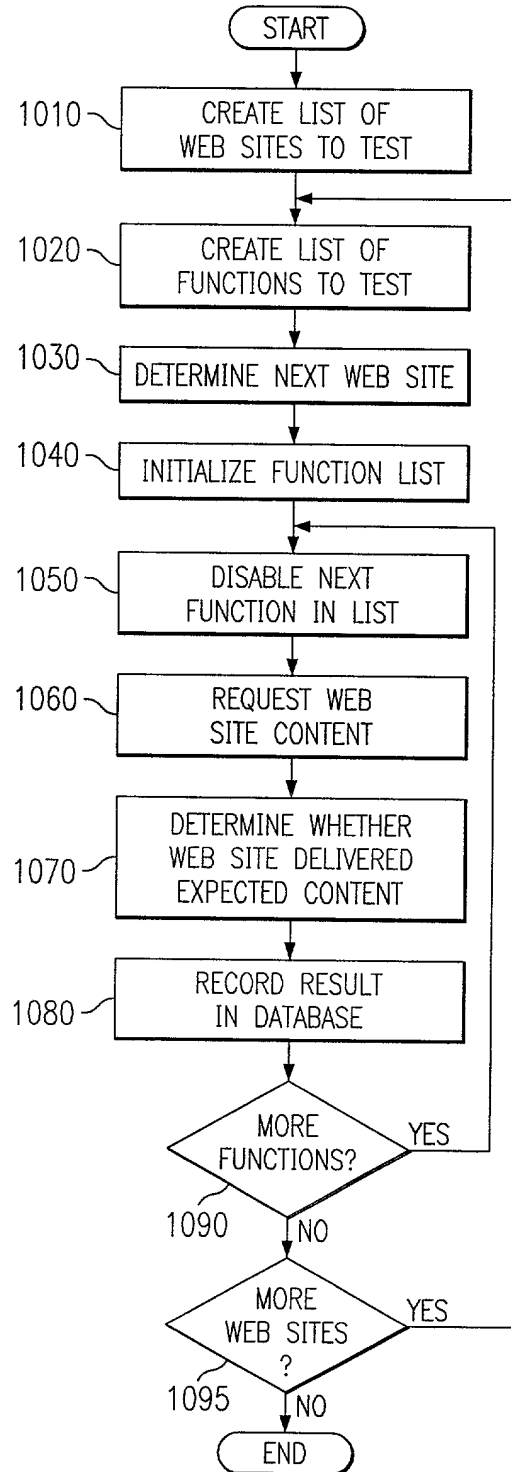 START
1010
CREATE LIST OF
WEB SITES TO TEST
1020
CREATE LIST OF
FUNCTIONS TO TEST
1030
DETERMINE NEXT WEB SITE
1040
INITIALIZE FUNCTION LIST
1050
DISABLE NEXT
FUNCTION IN LIST
1060
REQUEST WEB
SITE CONTENT
1070
DETERMINE WHETHER
WEB SITE DELIVERED
EXPECTED CONTENT
1080
RECORD RESULT
IN DATABASE
MORE
FUNCTIONS?
YES
1090
NO
MORE
WEB SITES
?
YES
1095
NO
END